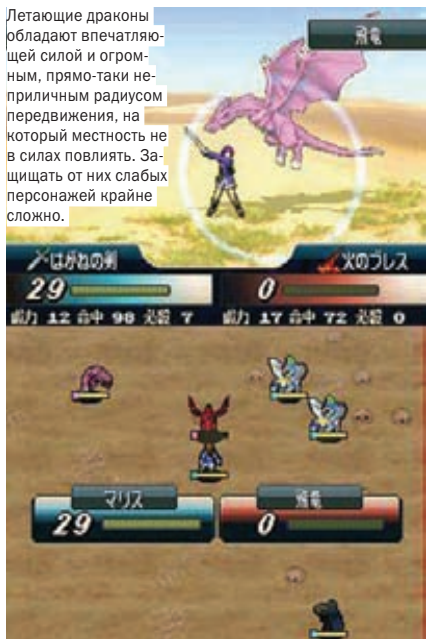 Летающие драконы
обладают впечатляю-
щей силой и огром-
ным, прямо-таки не-
приличным радиусом
передвижения, на
который местность не
в силах повлиять. За-
щищать от них слабых
персонажей крайне
сложно.
飛竜
はがねの剣 火のブレス
29 0
威力 12 命中 98 必殺 7 威力 17 命中 72 必殺 0
マリス 飛竜
29 0